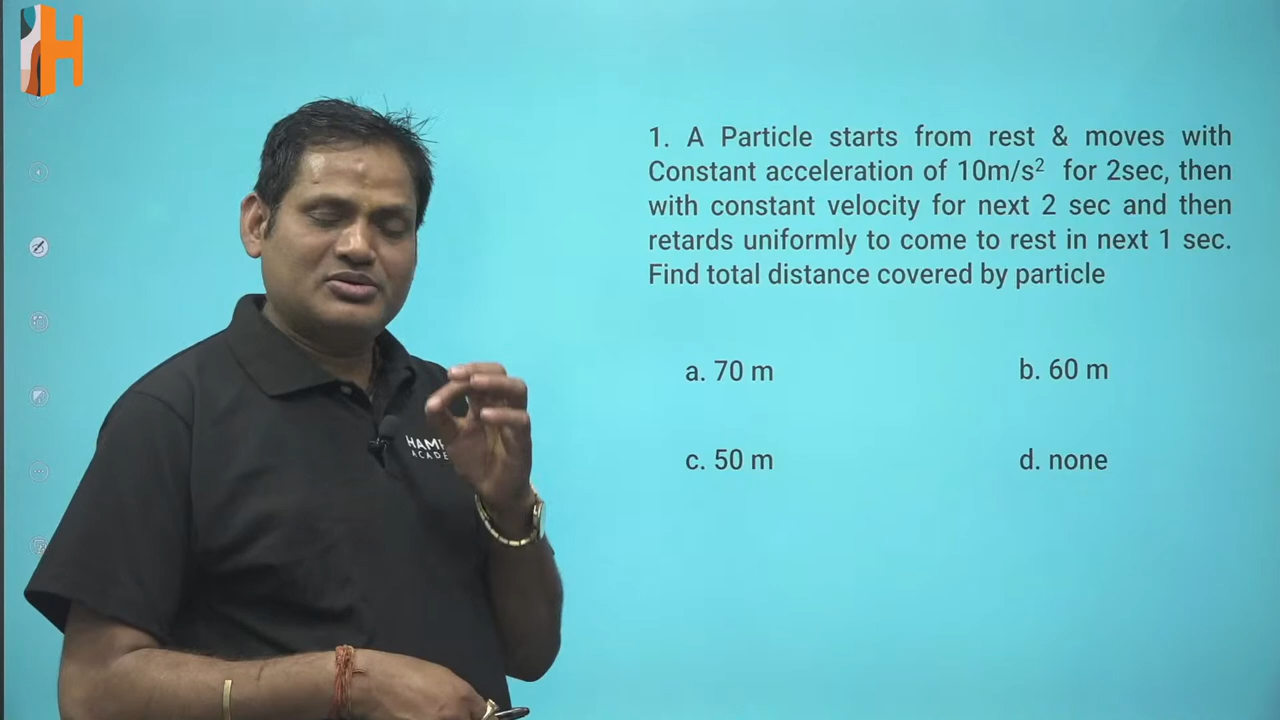 H
1. A Particle starts from rest & moves with
Constant acceleration of 10m/s² for 2sec, then
with constant velocity for next 2 sec and then
retards uniformly to come to rest in next 1 sec.
Find total distance covered by particle
a. 70 m
b. 60 m
c. 50 m
d. none